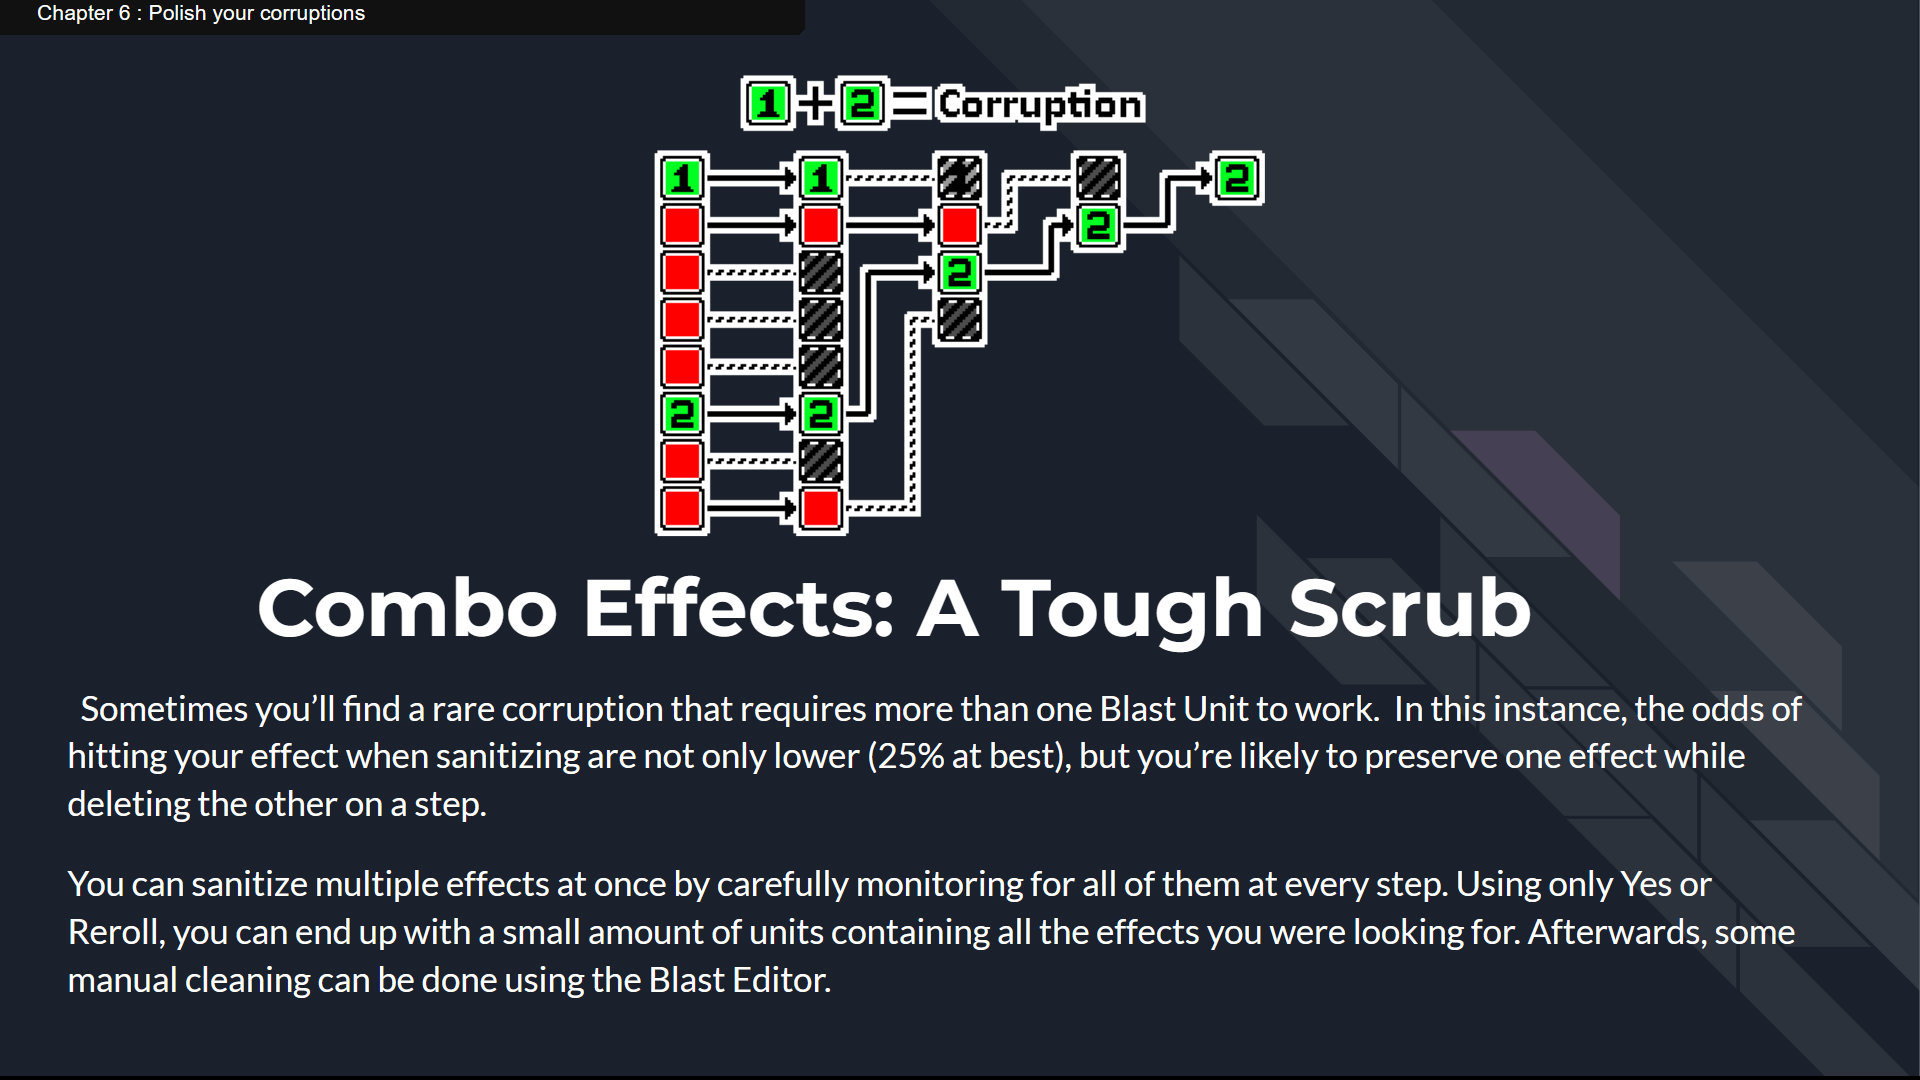 Chapter 6 : Polish your corruptions
1 + 2 = Corruption
1 1 1 2
2
2
2 2
Combo Effects: A Tough Scrub
Sometimes you’ll find a rare corruption that requires more than one Blast Unit to work.  In this instance, the odds of
hitting your effect when sanitizing are not only lower (25% at best), but you’re likely to preserve one effect while
deleting the other on a step.
You can sanitize multiple effects at once by carefully monitoring for all of them at every step. Using only Yes or
Reroll, you can end up with a small amount of units containing all the effects you were looking for. Afterwards, some
manual cleaning can be done using the Blast Editor.